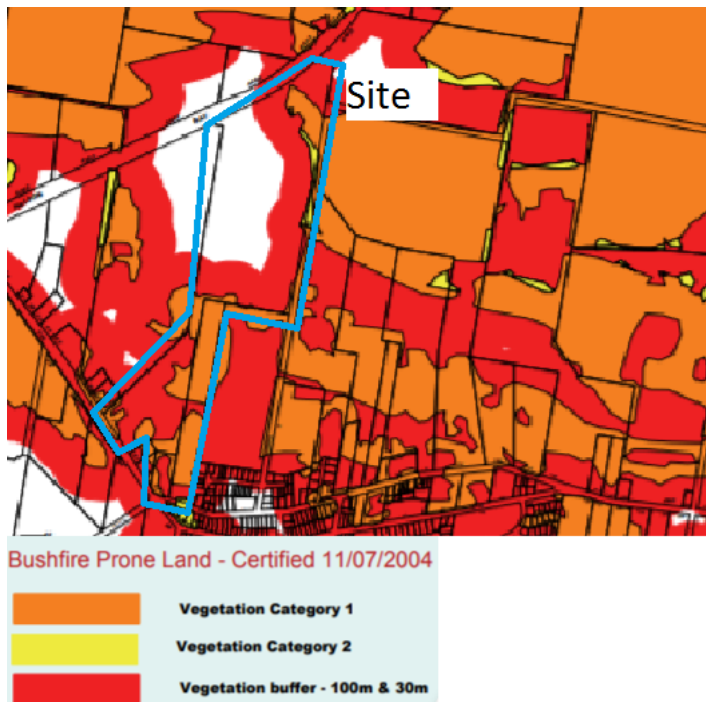 Site
Bushfire Prone Land - Certified 11/07/2004
Vegetation Category 1
Vegetation Category 2
Vegetation buffer - 100m & 30m